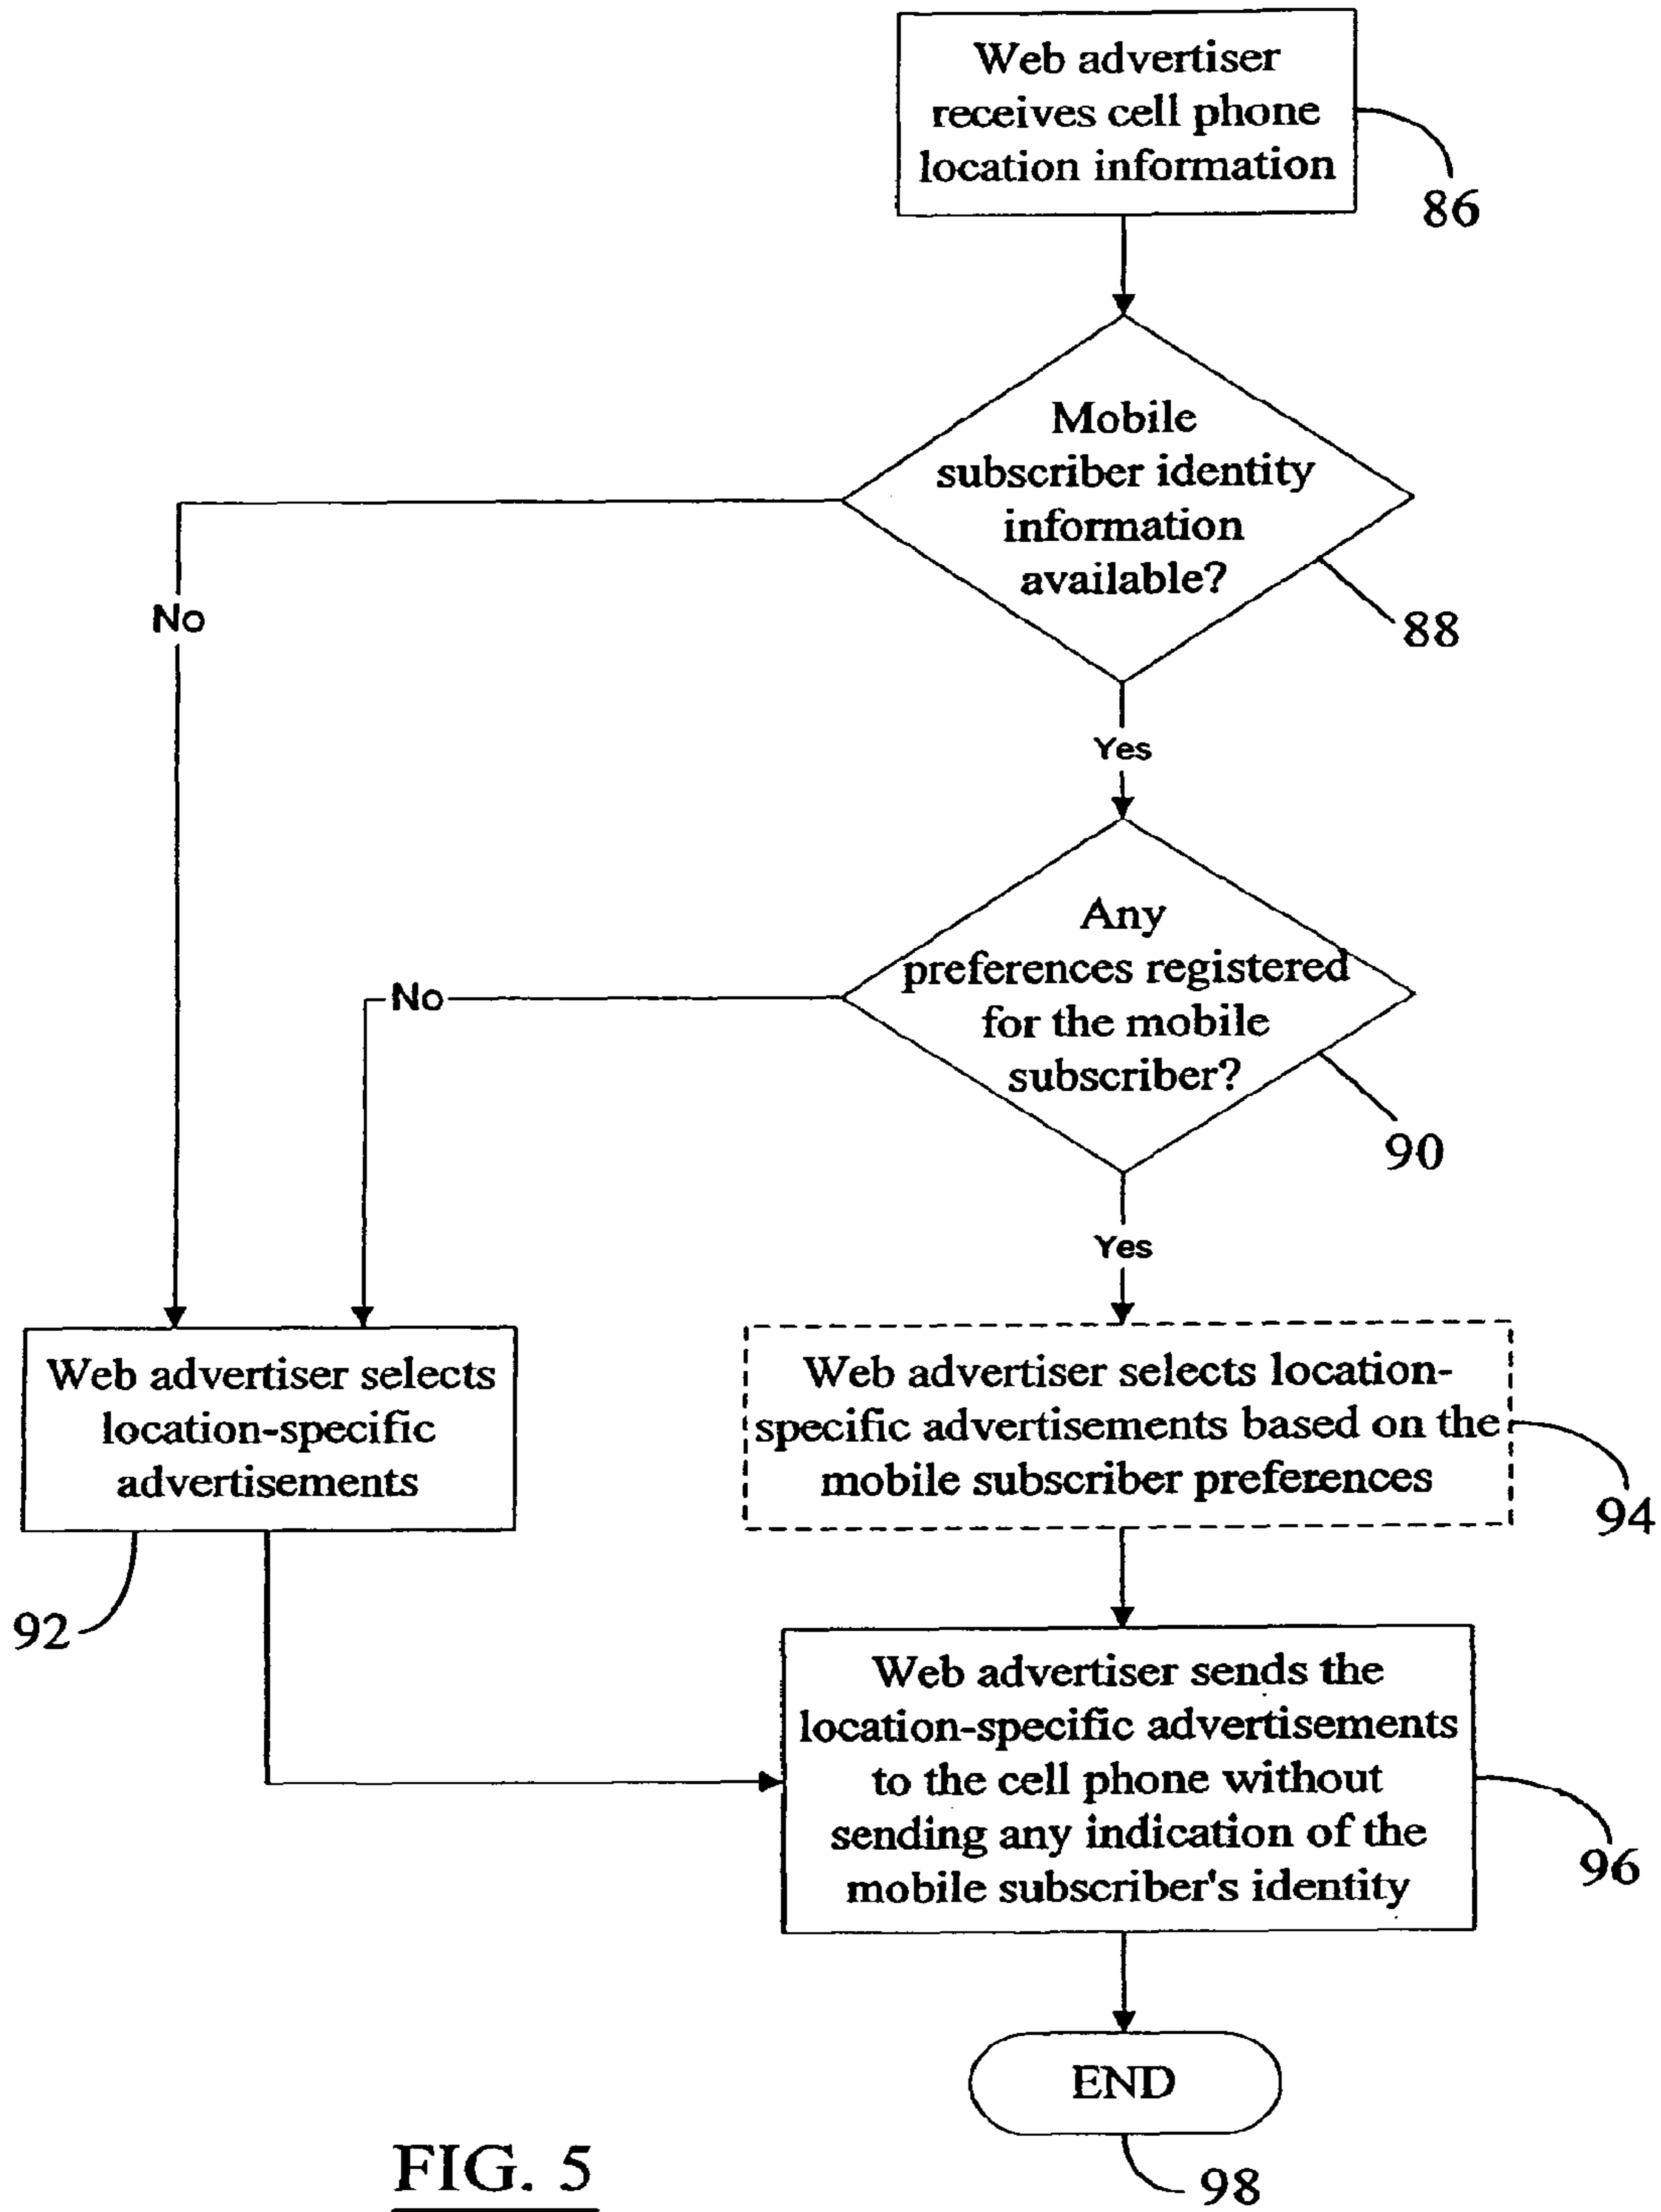 Web advertiser
receives cell phone
location information
86
Mobile
subscriber identity
information
available?
88
No
Yes
Any
preferences registered
for the mobile
subscriber?
90
No
Yes
Web advertiser selects
location-specific
advertisements
92
Web advertiser selects location-
specific advertisements based on the
mobile subscriber preferences
94
Web advertiser sends the
location-specific advertisements
to the cell phone without
sending any indication of the
mobile subscriber's identity
96
END
98
FIG. 5